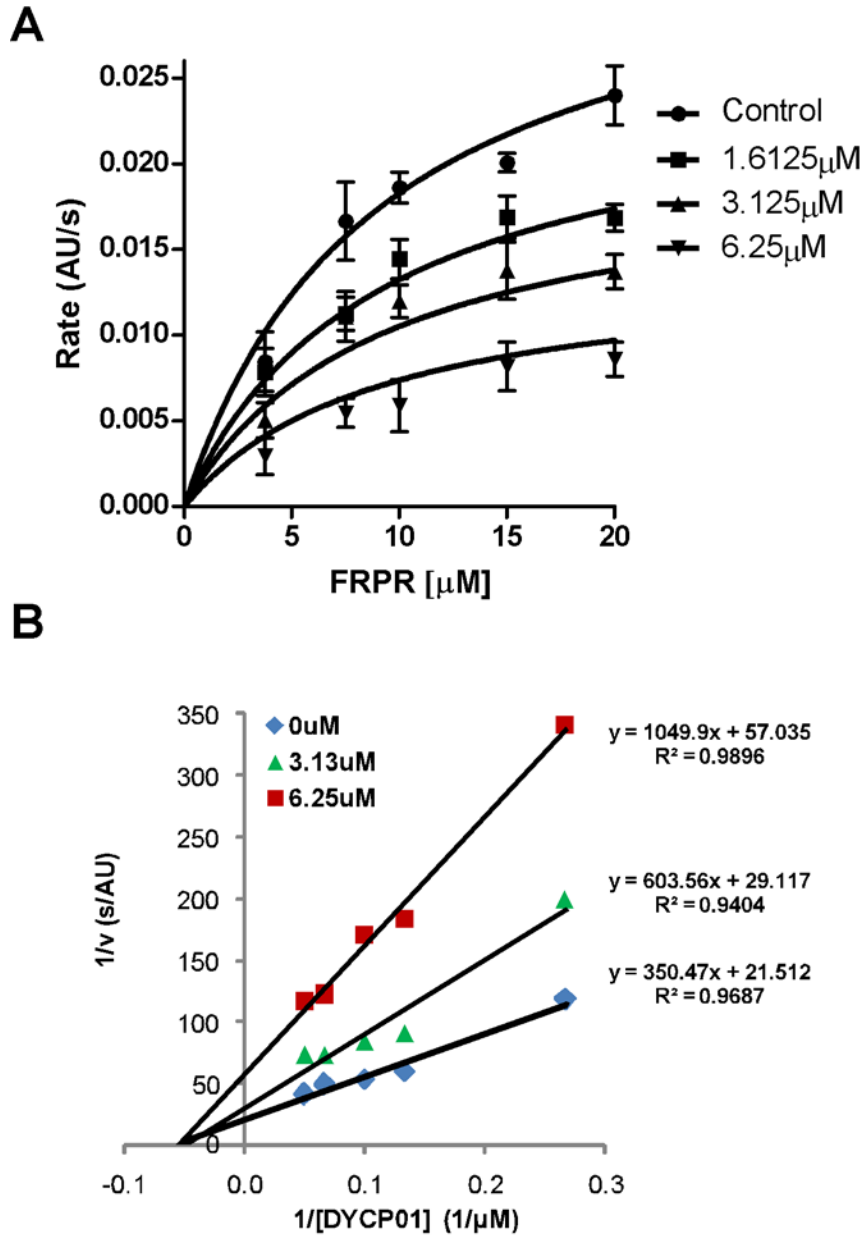 A
0.025
0.020
0.015
0.010
0.005
0.000
Rate (AU/s)
0
5
10
15
20
FRPR [μM]
Control
1.6125μM
3.125μM
6.25μM
B
350
300
250
200
150
100
50
0
1/v (s/AU)
-0.1
0.0
0.1
0.2
0.3
1/[DYCP01] (1/μM)
0uM
3.13uM
6.25uM
y = 1049.9x + 57.035
R² = 0.9896
y = 603.56x + 29.117
R² = 0.9404
y = 350.47x + 21.512
R² = 0.9687